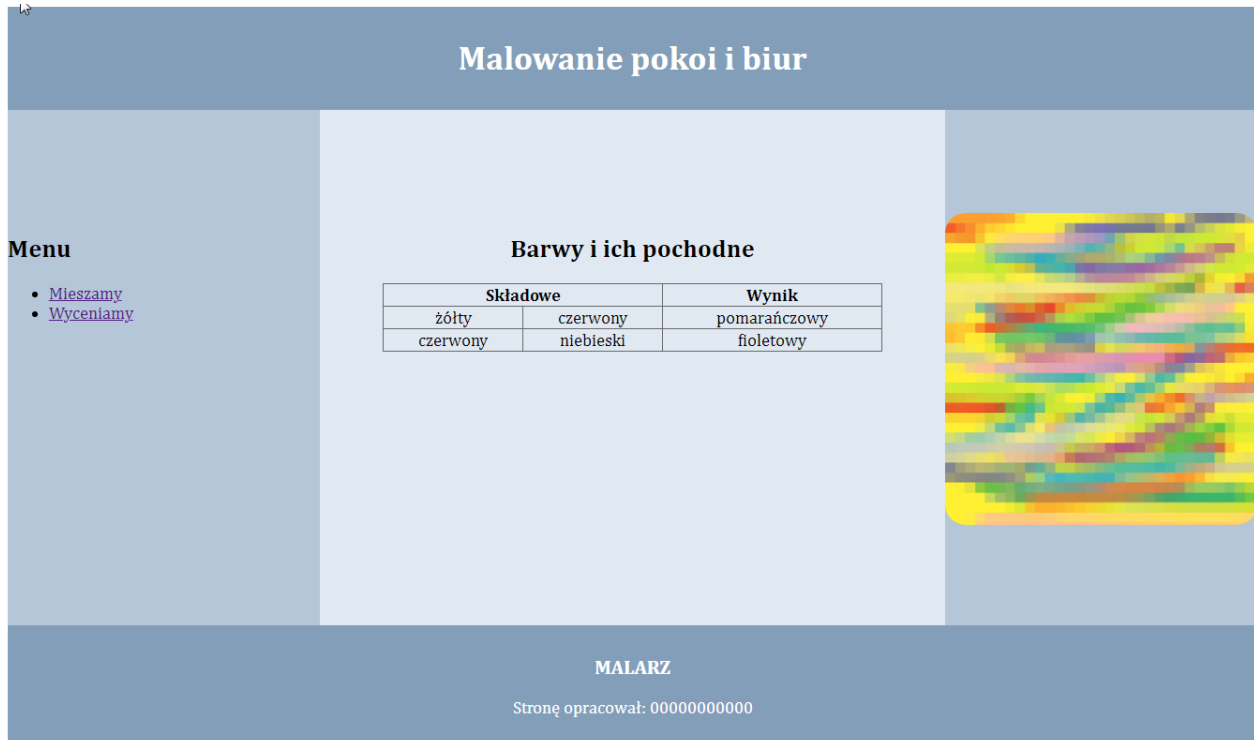 Malowanie pokoi i biur
Menu
Mieszamy
Wyceniamy
Barwy i ich pochodne
Składowe Wynik
żółty czerwony pomarańczowy
czerwony niebieski fioletowy
MALARZ
Stronę opracował: 00000000000